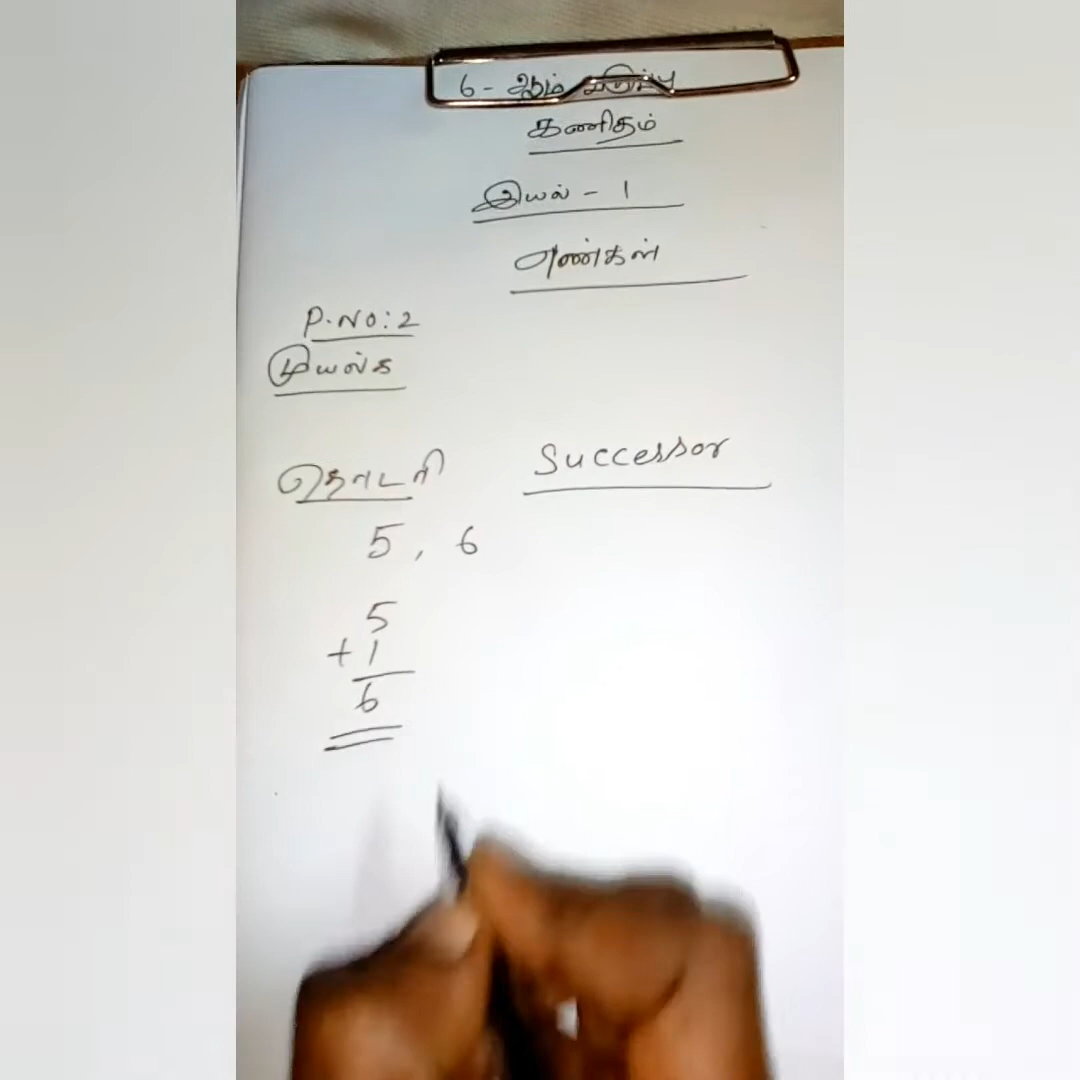 6 - ஆம் வகுப்பு
கணிதம்
இயல் - 1
எண்கள்
P.NO:2
முயல்க
தொடரி Successor
5, 6
5
+ 1
6